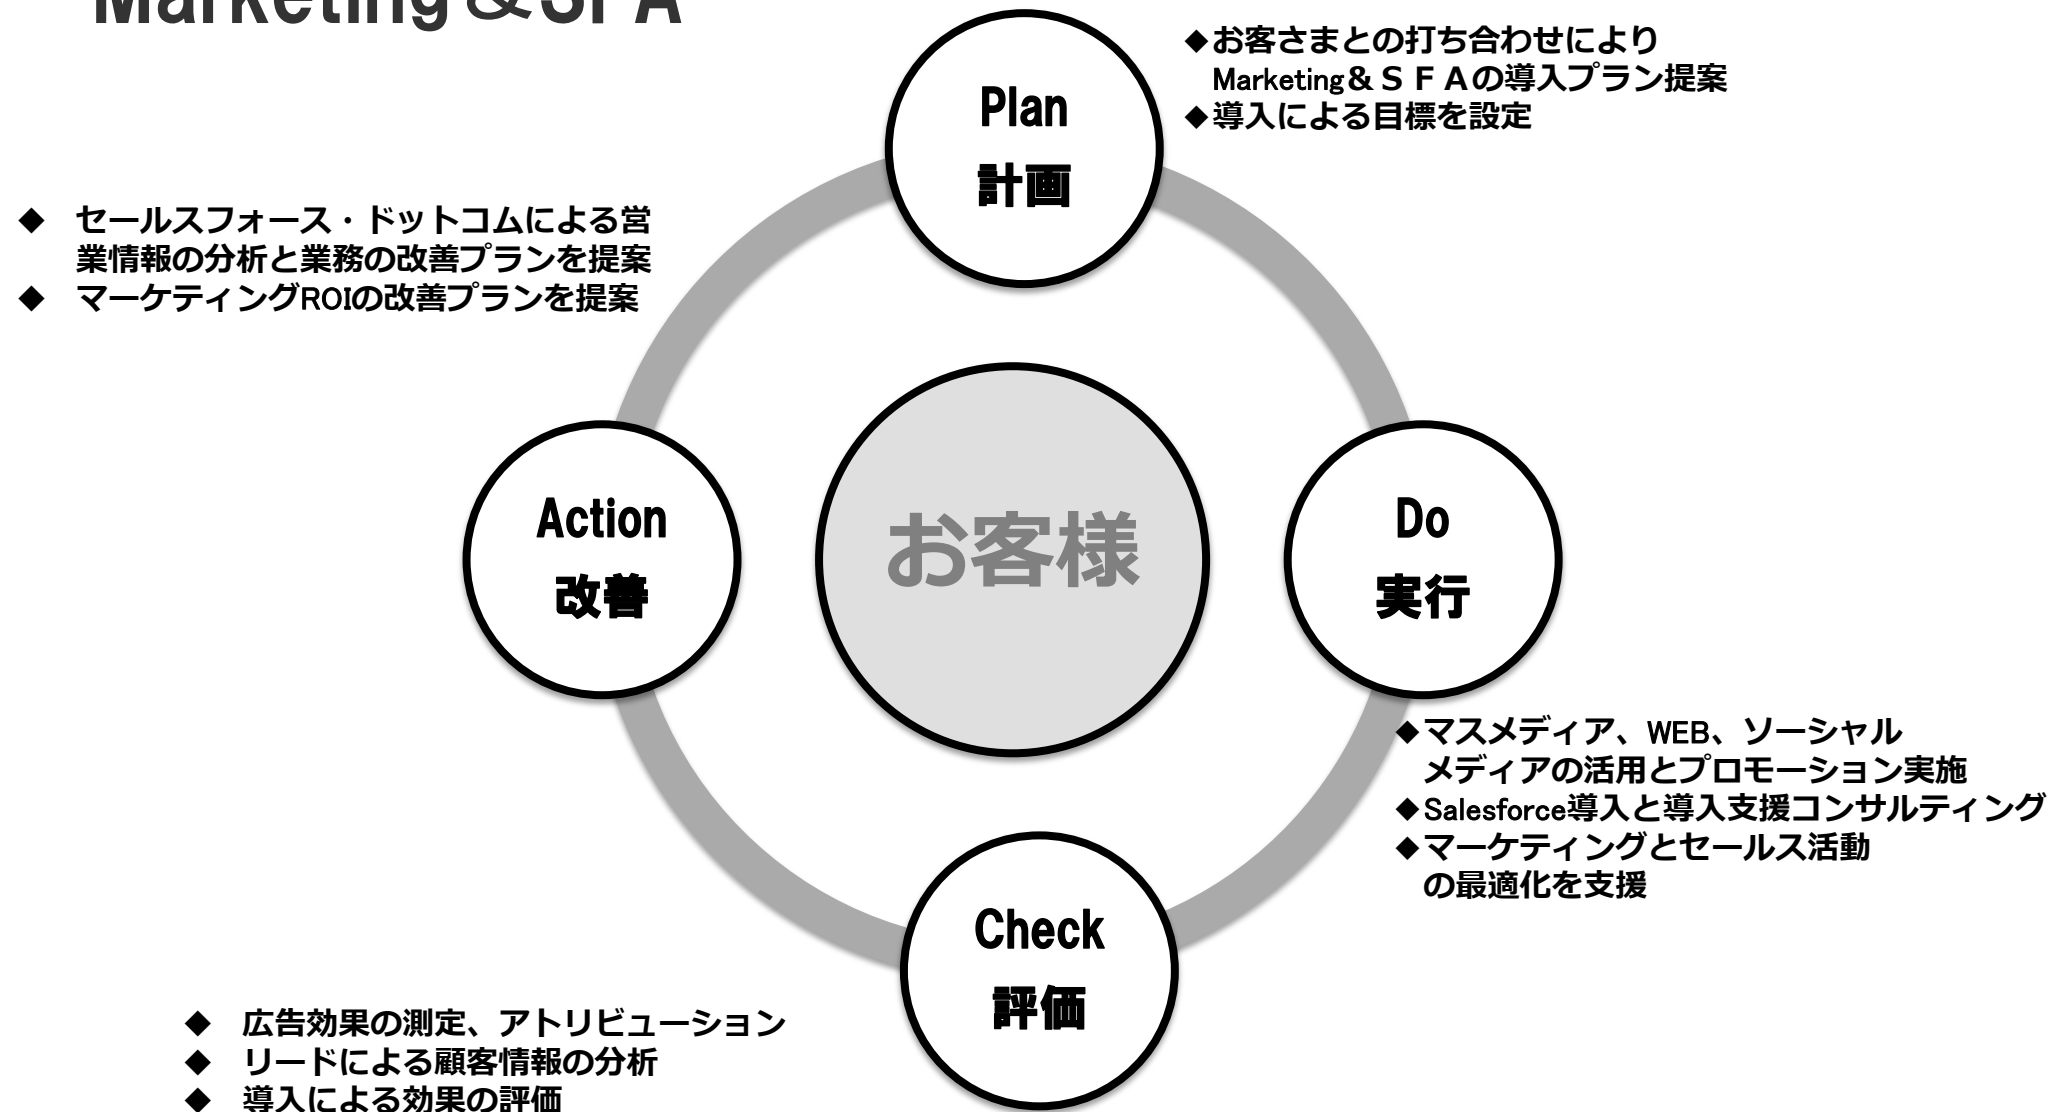 Marketing&SFA
Plan
計画
◆お客さまとの打ち合わせにより
Marketing&ＳＦＡの導入プラン提案
◆導入による目標を設定
◆ セールスフォース・ドットコムによる営
業情報の分析と業務の改善プランを提案
◆ マーケティングROIの改善プランを提案
Action
改善
お客様
Do
実行
◆マスメディア、WEB、ソーシャル
メディアの活用とプロモーション実施
◆Salesforce導入と導入支援コンサルティング
◆マーケティングとセールス活動
の最適化を支援
Check
評価
◆ 広告効果の測定、アトリビューション
◆ リードによる顧客情報の分析
◆ 導入による効果の評価